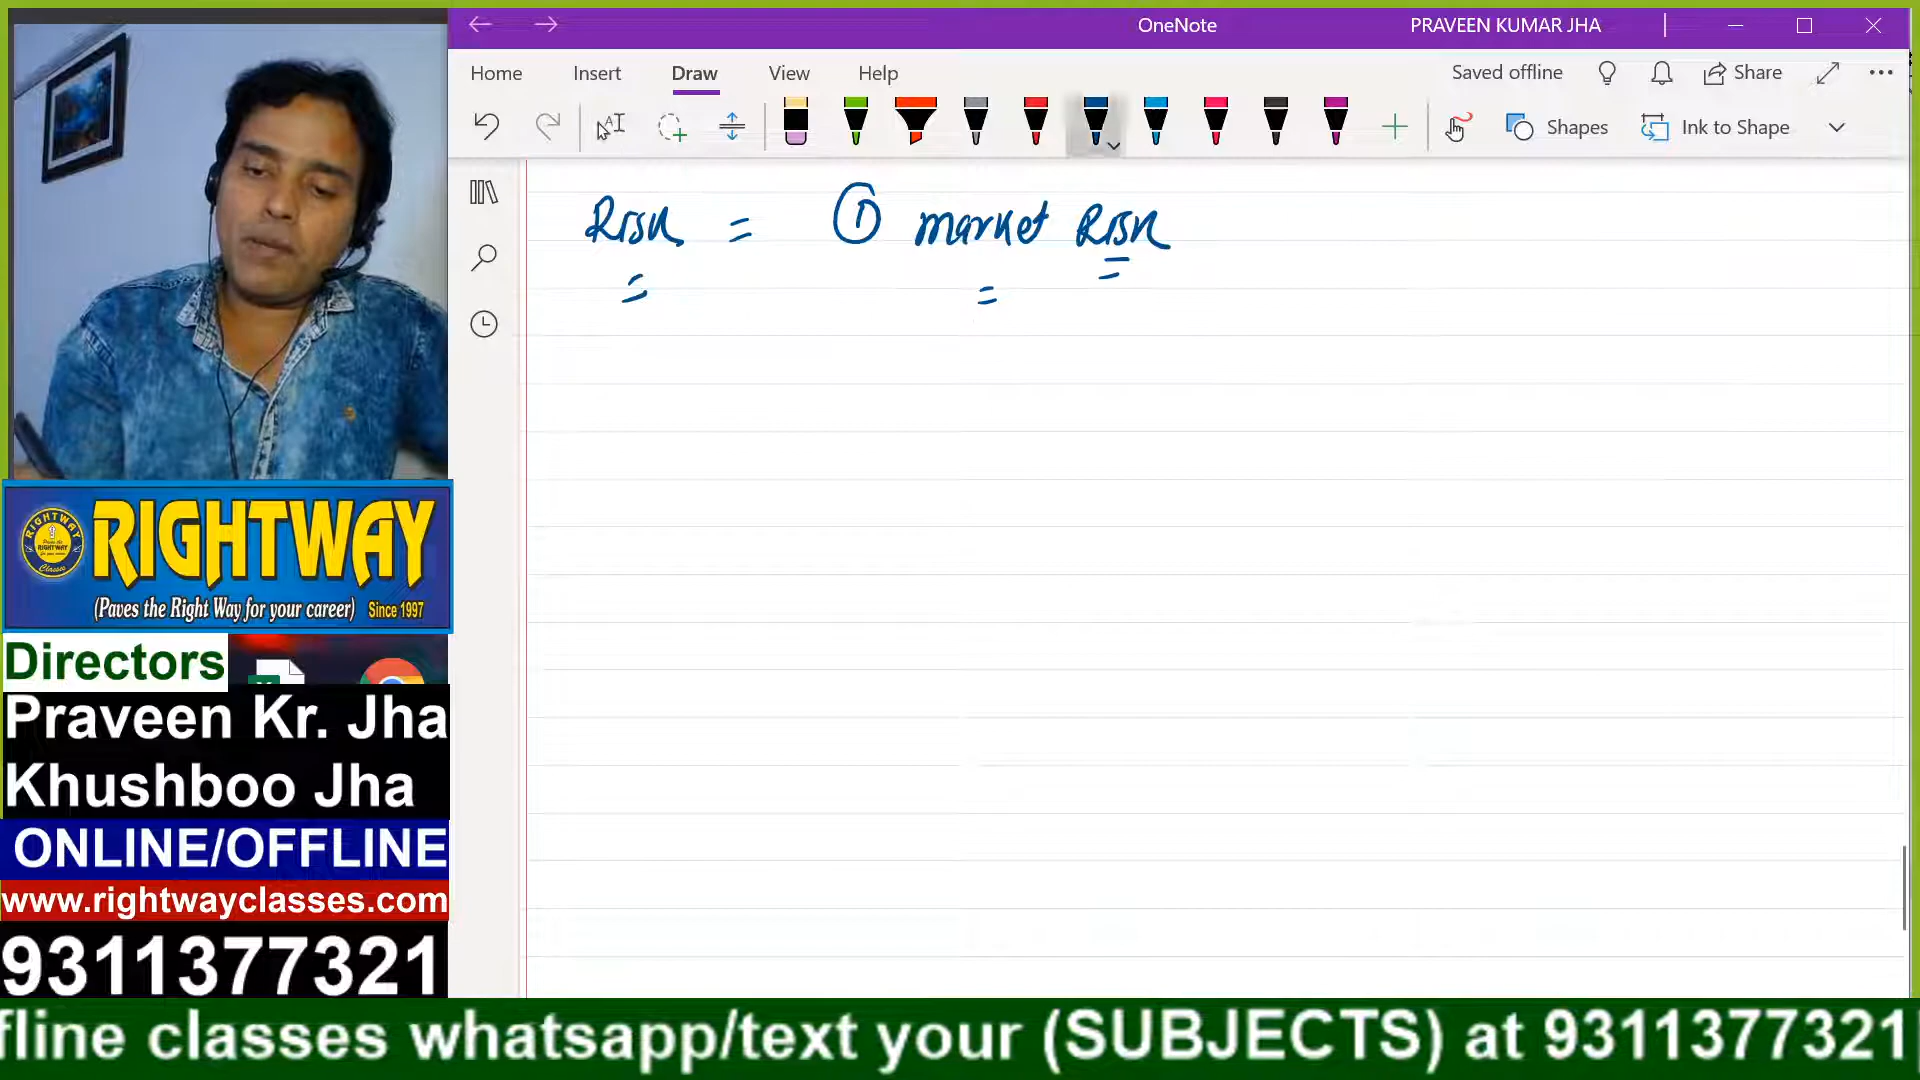 OneNote
PRAVEEN KUMAR JHA
Home Insert Draw View Help
Saved offline
Share
Shapes
Ink to Shape
Risk = ① market Risk
RIGHTWAY
RIGHTWAY
Classes
(Paves the Right Way for your career) Since 1997
Directors
Praveen Kr. Jha
Khushboo Jha
ONLINE/OFFLINE
www.rightwayclasses.com
9311377321
fline classes whatsapp/text your (SUBJECTS) at 9311377321